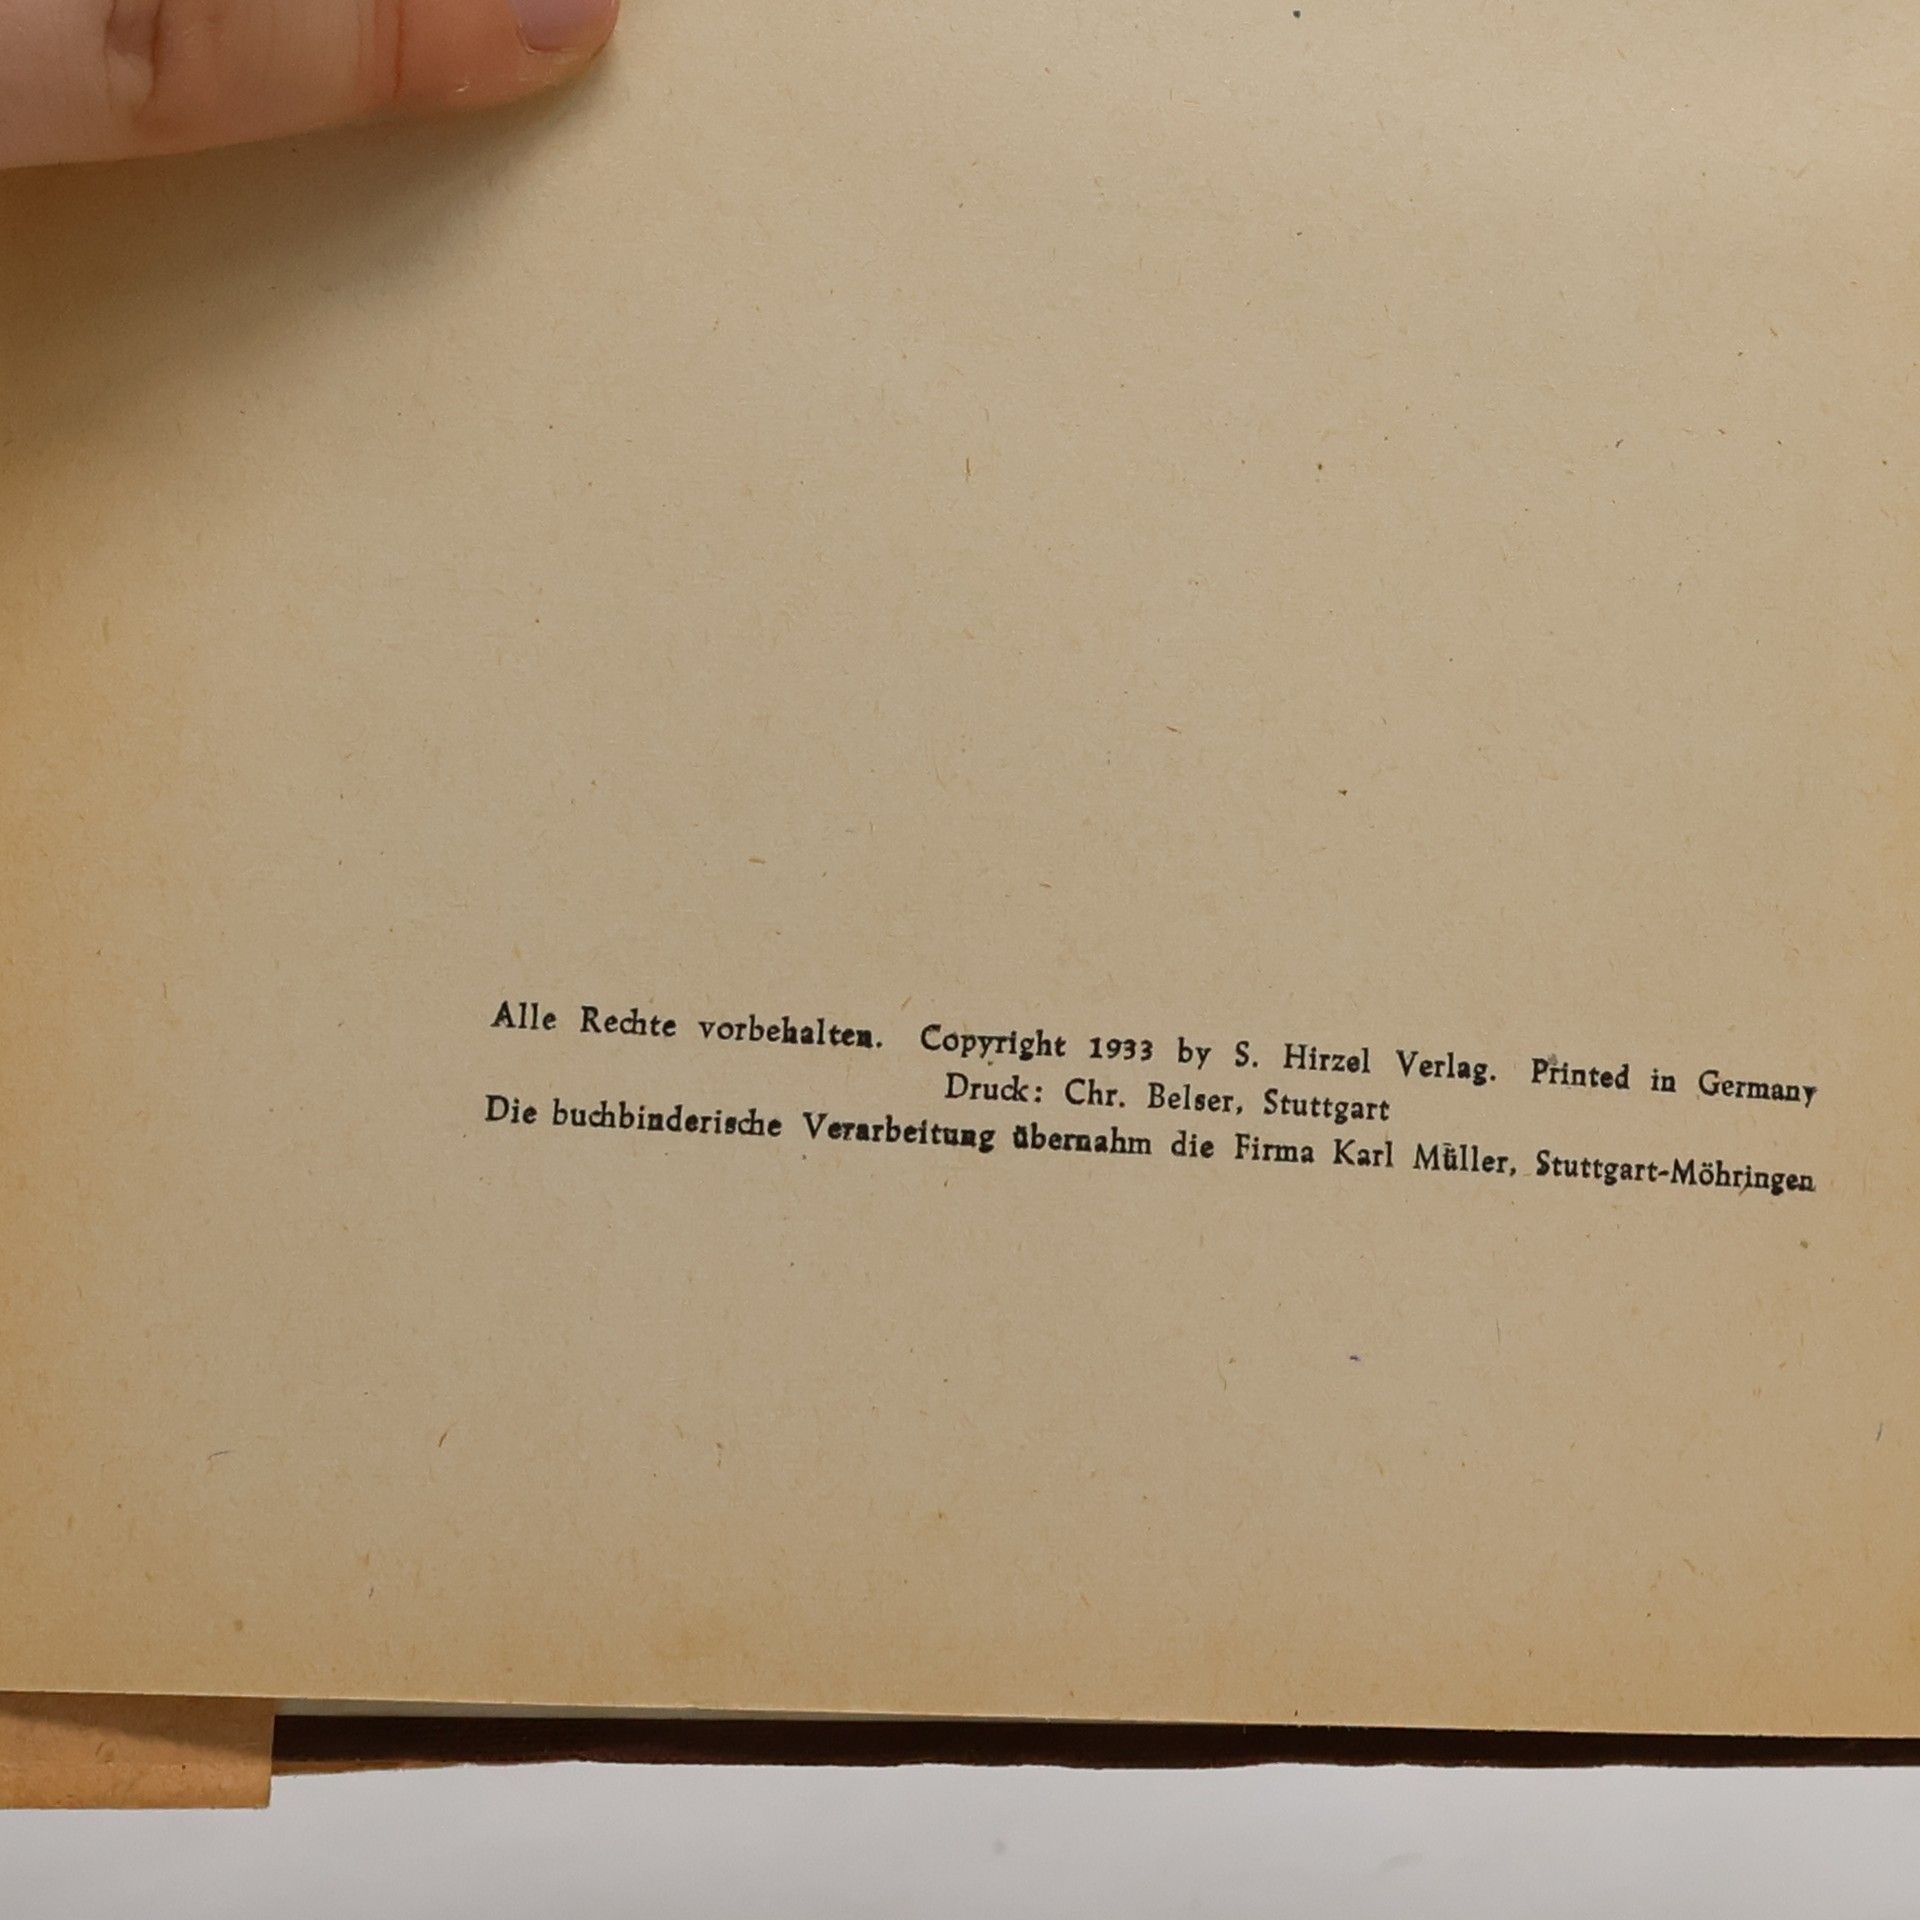 Alle Rechte vorbehalten. Copyright 1933 by S. Hirzel Verlag. Printed in Germany
Druck: Chr. Belser, Stuttgart
Die buchbinderische Verarbeitung übernahm die Firma Karl Müller, Stuttgart-Möhringen